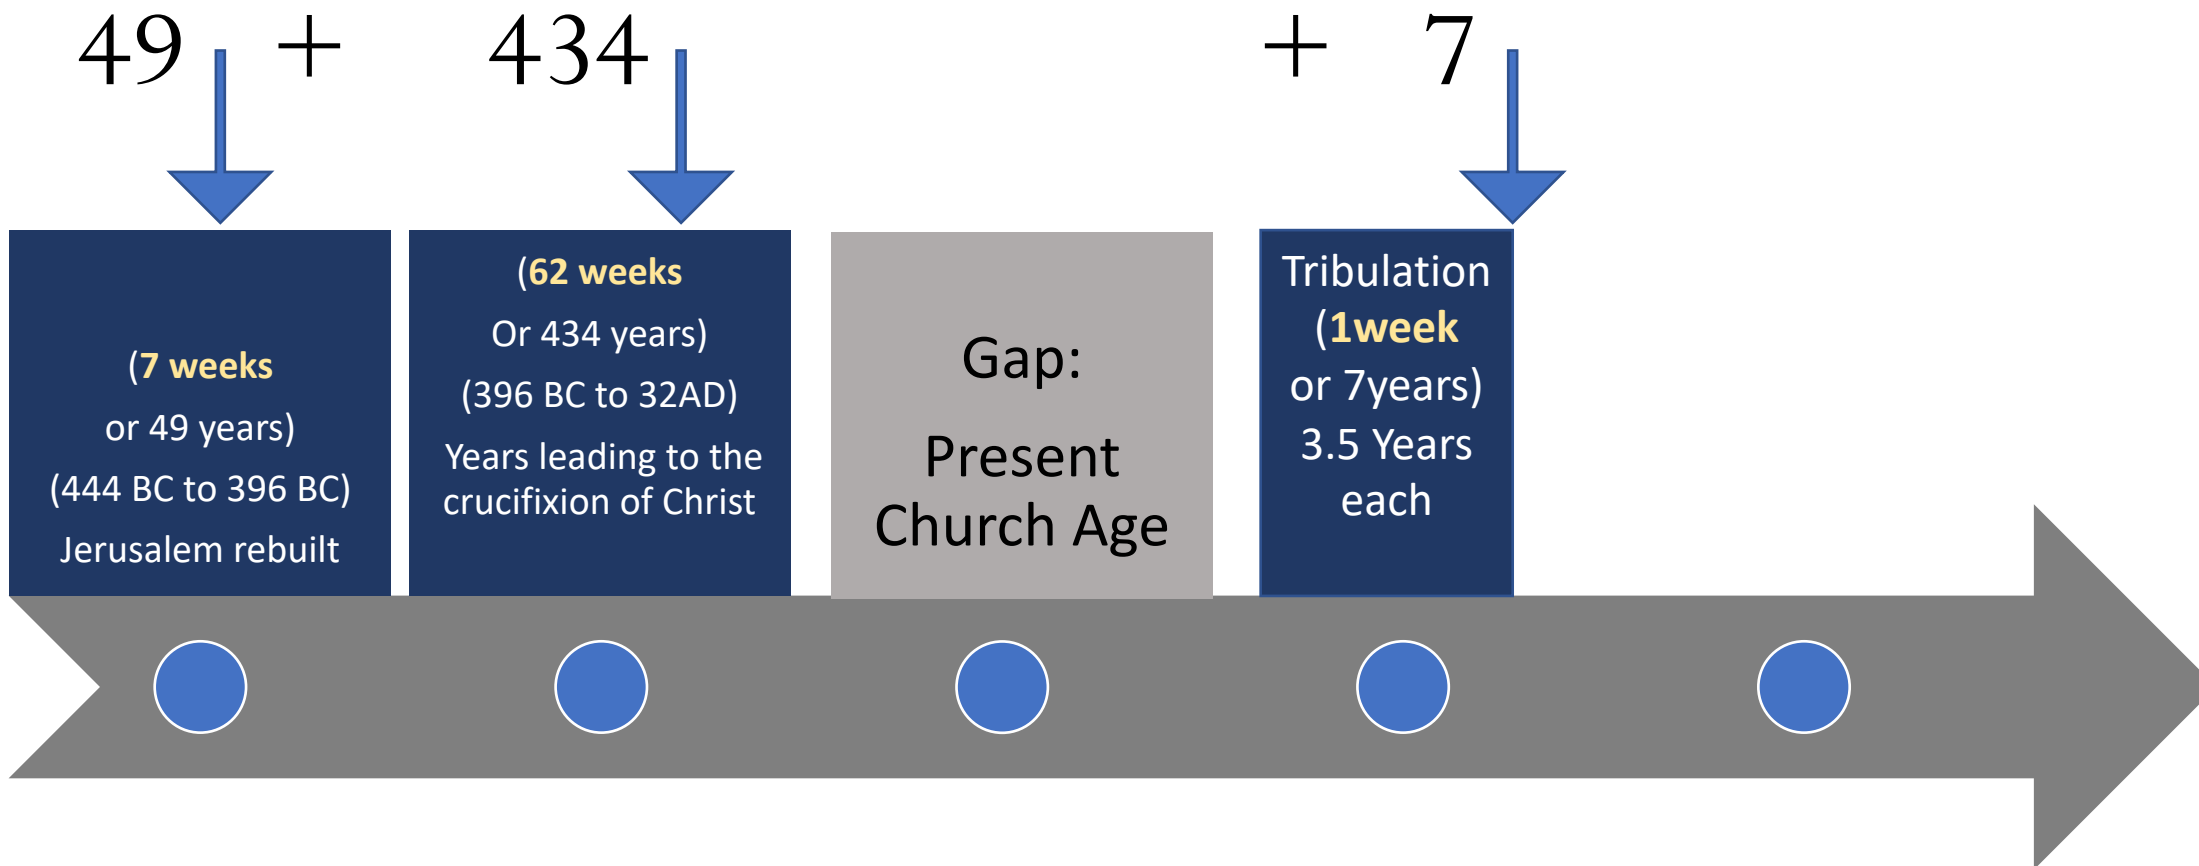 49 + 434 + 7
(7 weeks
or 49 years)
(444 BC to 396 BC)
Jerusalem rebuilt
(62 weeks
Or 434 years)
(396 BC to 32AD)
Years leading to the
crucifixion of Christ
Gap:
Present
Church Age
Tribulation
(1week
or 7years)
3.5 Years
each